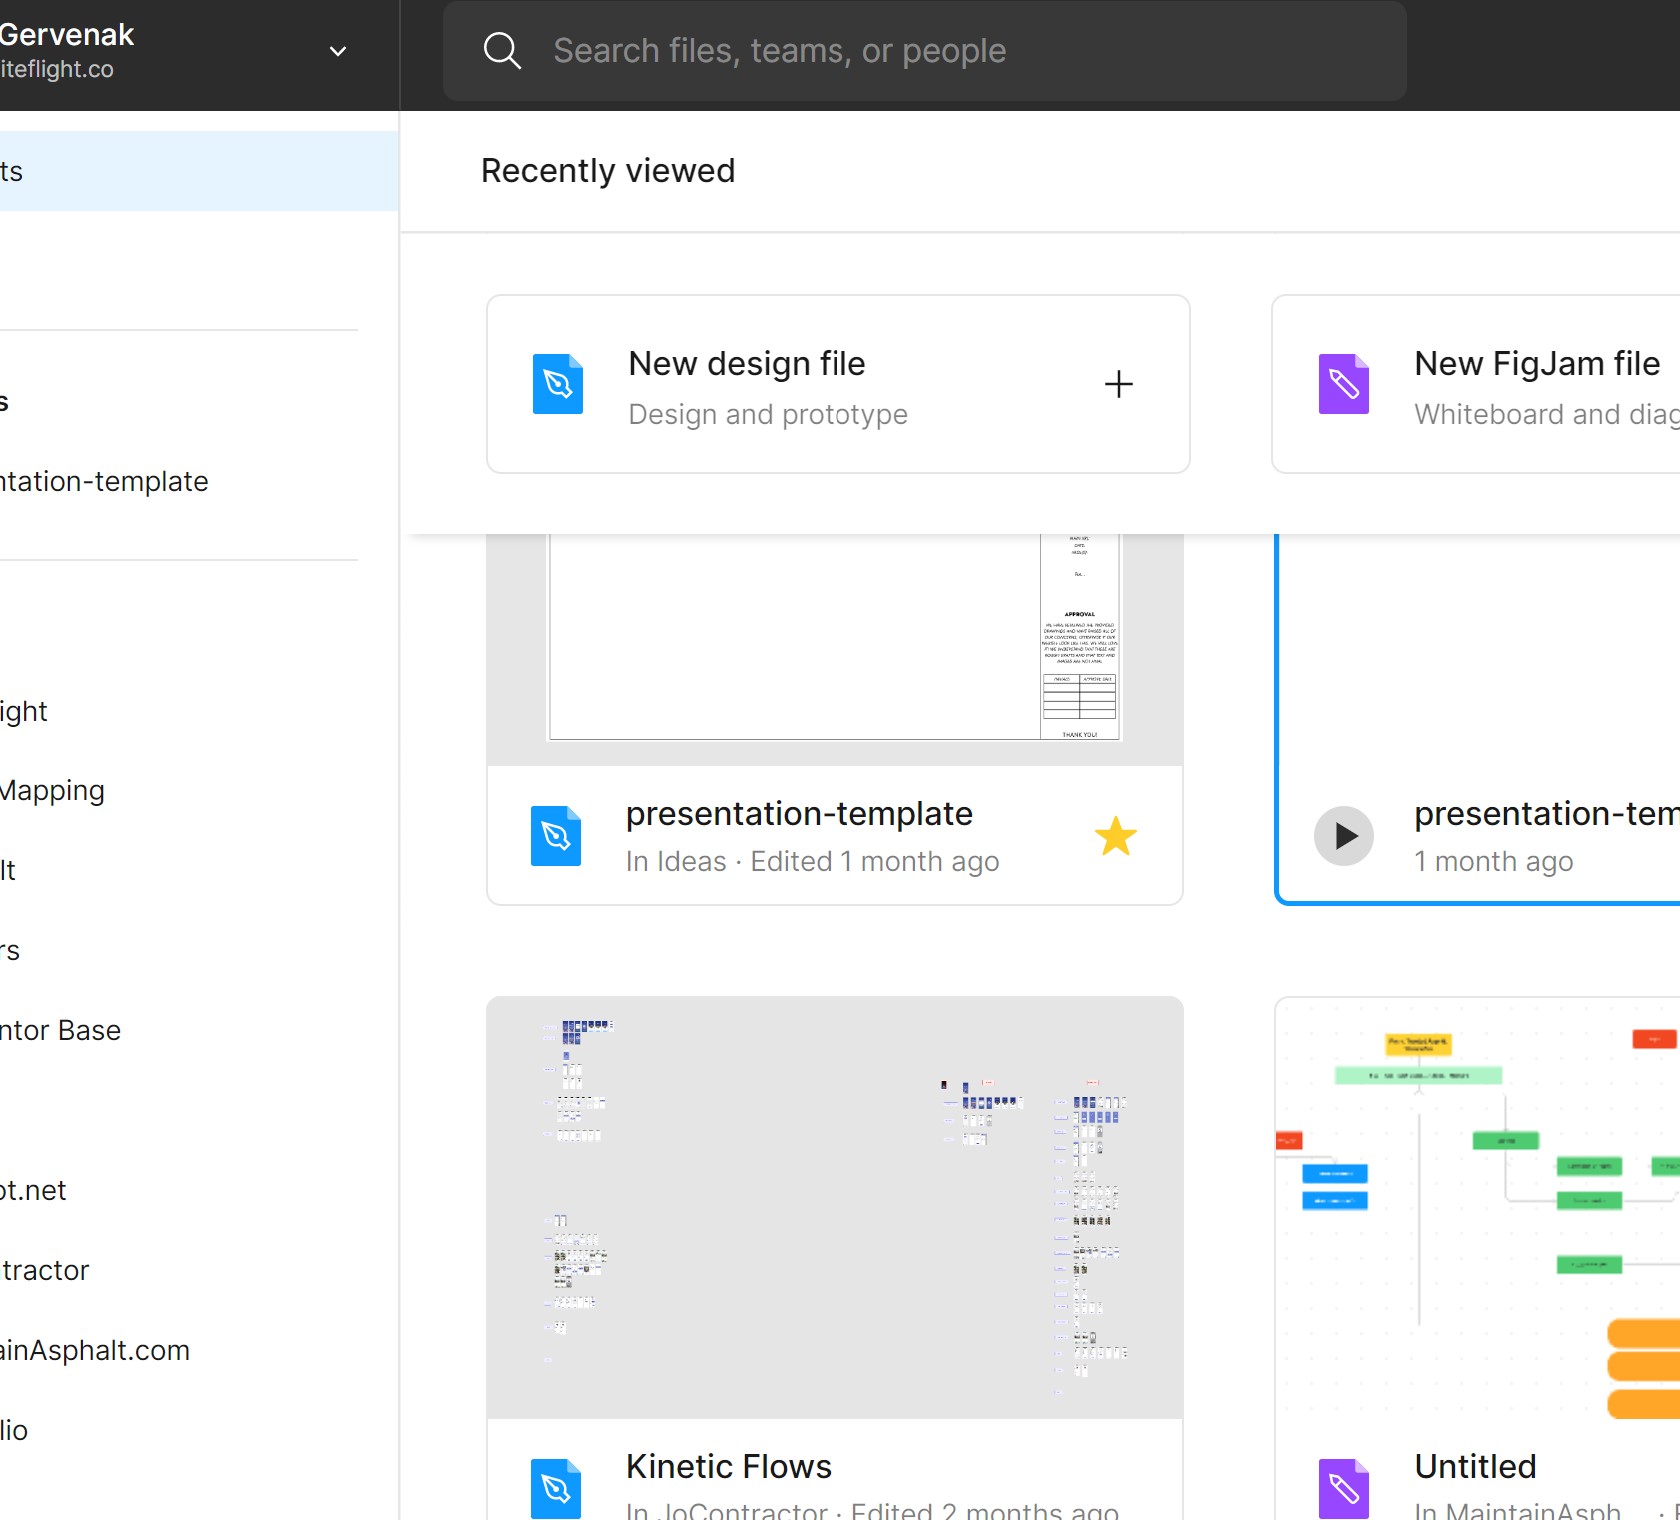 Gervenak
iteflight.co
Search files, teams, or people
ts
Recently viewed
New design file
Design and prototype
New FigJam file
Whiteboard and diag
s
ntation-template
APPROVAL
THANK YOU!
ight
Mapping
presentation-template
In Ideas · Edited 1 month ago
presentation-tem
1 month ago
lt
rs
ntor Base
ot.net
tractor
ainAsphalt.com
lio
Kinetic Flows
In JoContractor · Edited 2 months ago
Untitled
In MaintainAsph...